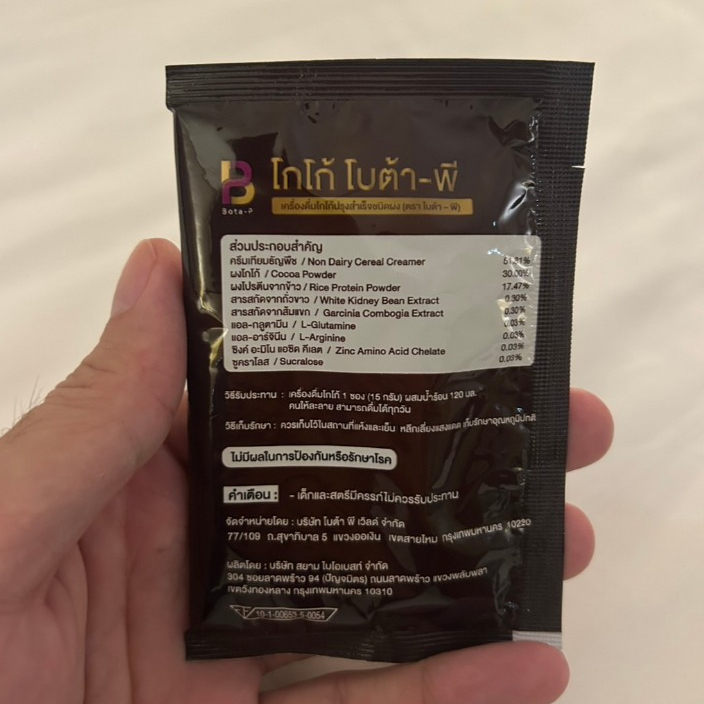 โกโก้ โบต้า-พี
Bota-P
เครื่องดื่มโกโก้ปรุงสำเร็จชนิดผง (ตรา โบต้า - พี)
ส่วนประกอบสำคัญ
ครีมเทียมธัญพืช / Non Dairy Cereal Creamer 51.81%
ผงโกโก้ / Cocoa Powder 30.00%
ผงโปรตีนจากข้าว / Rice Protein Powder 17.47%
สารสกัดจากถั่วขาว / White Kidney Bean Extract 0.30%
สารสกัดจากส้มแขก / Garcinia Combogia Extract 0.30%
แอล-กลูตามีน / L-Glutamine 0.03%
แอล-อาร์จินีน / L-Arginine 0.03%
ซิงค์ อะมิโน แอซิด คีเลต / Zinc Amino Acid Chelate 0.03%
ซูคราโลส / Sucralose 0.03%
วิธีรับประทาน : เครื่องดื่มโกโก้ 1 ซอง (15 กรัม) ผสมน้ำร้อน 120 มล.
คนให้ละลาย สามารถดื่มได้ทุกวัน
วิธีเก็บรักษา : ควรเก็บไว้ในสถานที่แห้งและเย็น หลีกเลี่ยงแสงแดด เก็บรักษาอุณหภูมิปกติ
ไม่มีผลในการป้องกันหรือรักษาโรค
คำเตือน : - เด็กและสตรีมีครรภ์ไม่ควรรับประทาน
จัดจำหน่ายโดย : บริษัท โบต้า พี เวิลด์ จำกัด
77/109 ถ.สุขาภิบาล 5 แขวงออเงิน เขตสายไหม กรุงเทพมหานคร 10220
ผลิตโดย : บริษัท สยาม ไบโอเบสท์ จำกัด
304 ซอยลาดพร้าว 94 (ปัญจมิตร) ถนนลาดพร้าว แขวงพลับพลา
เขตวังทองหลาง กรุงเทพมหานคร 10310
10-1-00653-5-0054